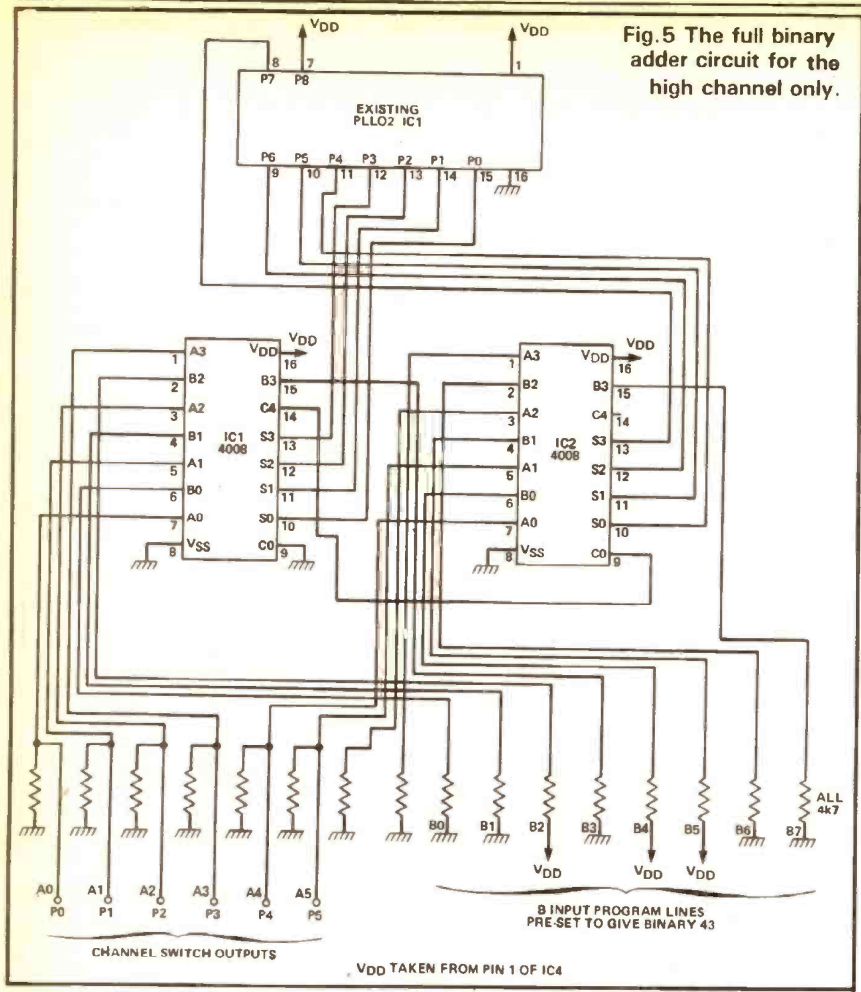 Fig.5 The full binary
adder circuit for the
high channel only.
VDD
VDD
8
7
1
P7
P8
EXISTING
PLL02 IC1
P6
P5
P4
P3
P2
P1
P0
9
10
11
12
13
14
15
16
A3
VDD
VDD
1
16
B2
B3
2
15
A2
C4
3
14
B1
IC1
4008
S3
4
13
A1
S2
5
12
B0
S1
6
11
A0
S0
7
10
VSS
C0
8
9
A3
VDD
VDD
1
16
B2
B3
2
15
A2
C4
3
14
B1
IC2
4008
S3
4
13
A1
S2
5
12
B0
S1
6
11
A0
S0
7
10
VSS
C0
8
9
ALL
4k7
B0
B1
B2
B3
B4
B5
B6
B7
VDD
VDD
VDD
A0
A1
A2
A3
A4
A5
P0
P1
P2
P3
P4
P5
CHANNEL SWITCH OUTPUTS
B INPUT PROGRAM LINES
PRE-SET TO GIVE BINARY 43
VDD TAKEN FROM PIN 1 OF IC4